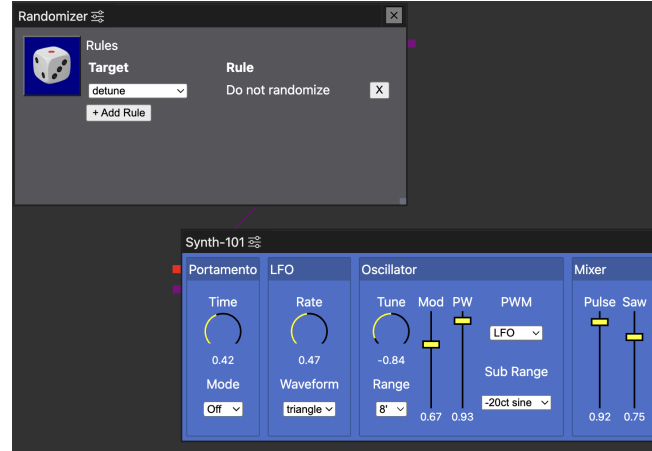 Randomizer
Rules
Target Rule
detune Do not randomize X
+ Add Rule
Synth-101
Portamento LFO Oscillator Mixer
Time Rate Tune Mod PW PWM Pulse Saw
LFO
0.42 0.47 -0.84
Sub Range
Mode Waveform Range
Off triangle 8' -20ct sine
0.67 0.93 0.92 0.75